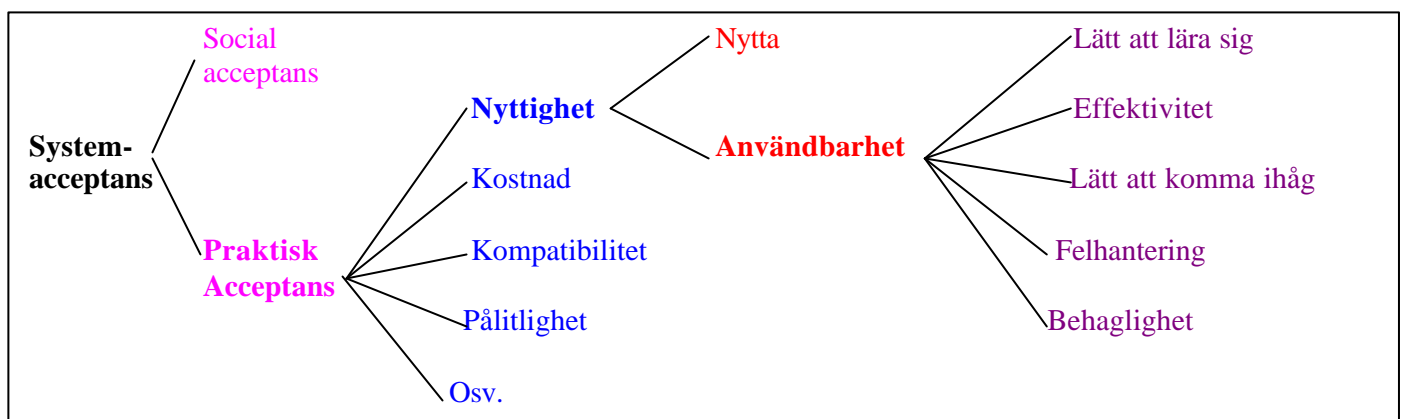 System-
acceptans
Social
acceptans
Praktisk
Acceptans
Nyttighet
Kostnad
Kompatibilitet
Pålitlighet
Osv.
Nytta
Användbarhet
Lätt att lära sig
Effektivitet
Lätt att komma ihåg
Felhantering
Behaglighet